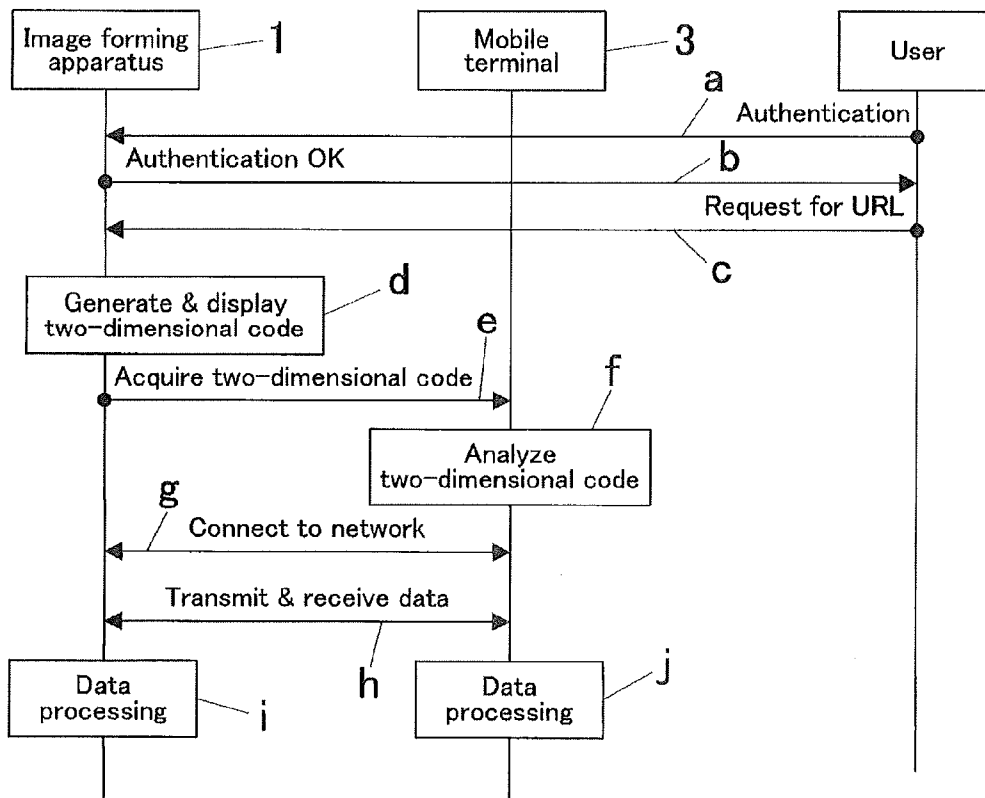 Image forming
apparatus
1
Mobile
terminal
3
User
a
Authentication
Authentication OK
b
Request for URL
c
Generate & display
two-dimensional code
d
e
Acquire two-dimensional code
f
Analyze
two-dimensional code
g
Connect to network
Transmit & receive data
h
Data
processing
i
Data
processing
j